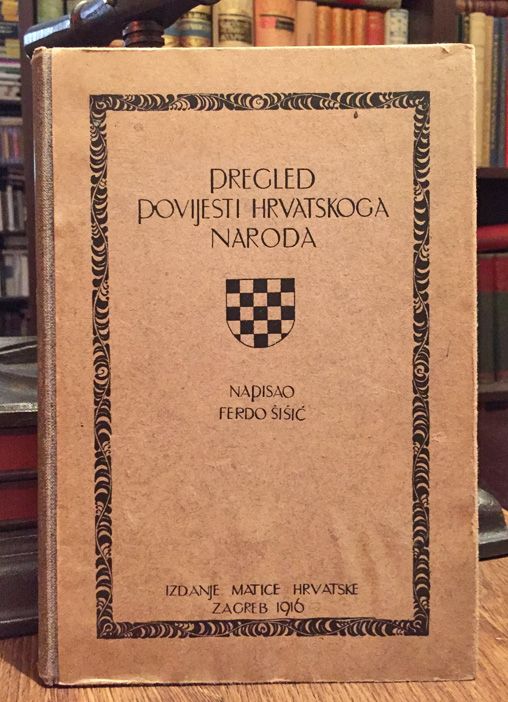 PREGLED
POVIJESTI HRVATSKOGA
NARODA
NAPISAO
FERDO ŠIŠIĆ
IZDANJE MATICE HRVATSKE
ZAGREB 1916